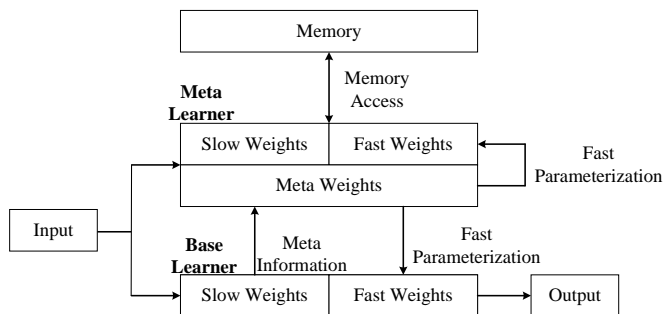 Memory
Memory
Access
Meta
Learner
Slow Weights
Fast Weights
Meta Weights
Fast
Parameterization
Input
Base
Learner
Meta
Information
Fast
Parameterization
Slow Weights
Fast Weights
Output